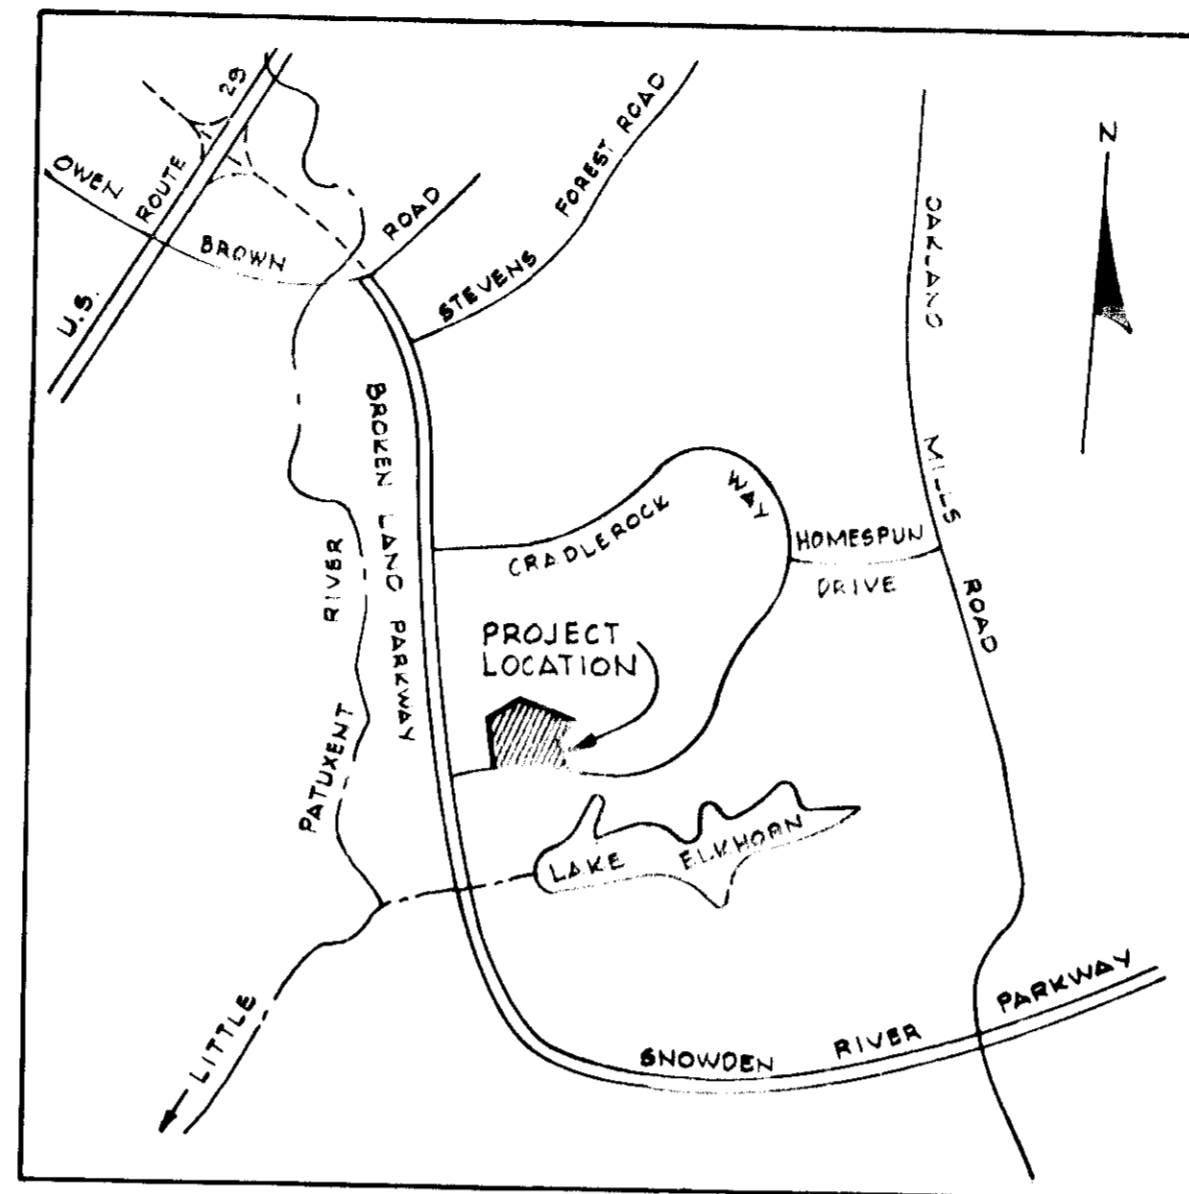 U.S. ROUTE 29
OWEN BROWN ROAD
STEVENS FOREST ROAD
OAKLAND MILLS ROAD
N
BROKEN LAND PARKWAY
CRADLEROCK WAY
HOMESPUN
DRIVE
PROJECT
LOCATION
LITTLE PATUXENT RIVER
LAKE ELKHORN
SNOWDEN RIVER PARKWAY